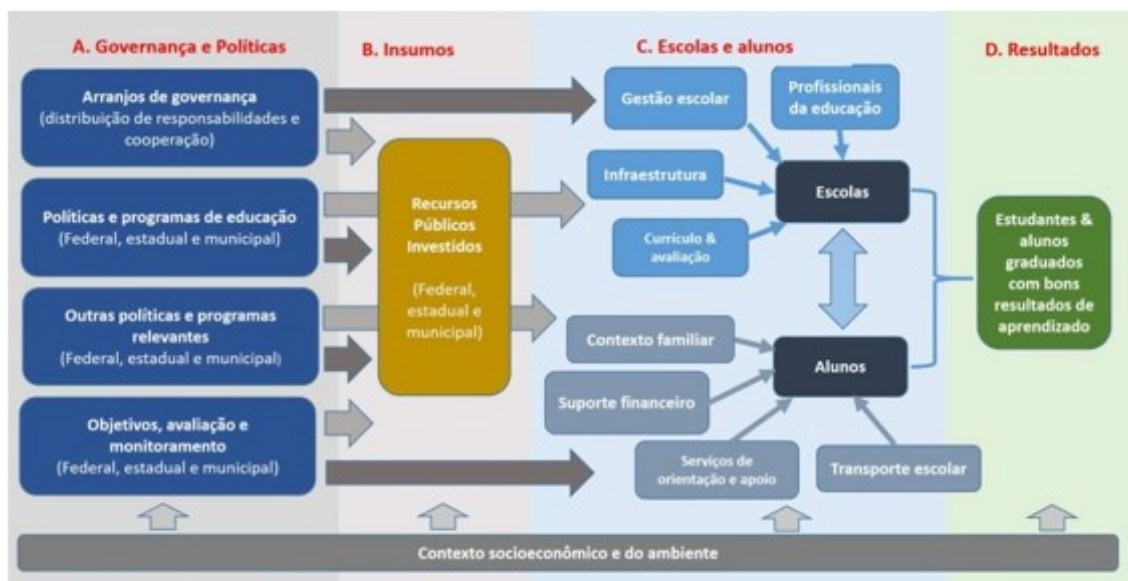 A. Governança e Políticas
Arranjos de governança
(distribuição de responsabilidades e
cooperação)
Políticas e programas de educação
(Federal, estadual e municipal)
Outras políticas e programas
relevantes
(Federal, estadual e municipal)
Objetivos, avaliação e
monitoramento
(Federal, estadual e municipal)
B. Insumos
Recursos
Públicos
Investidos
(Federal,
estadual e
municipal)
C. Escolas e alunos
Gestão escolar
Profissionais
da educação
Infraestrutura
Escolas
Currículo &
avaliação
Contexto familiar
Alunos
Suporte financeiro
Serviços de
orientação e apoio
Transporte escolar
D. Resultados
Estudantes &
alunos
graduados
com bons
resultados de
aprendizado
Contexto socioeconômico e do ambiente